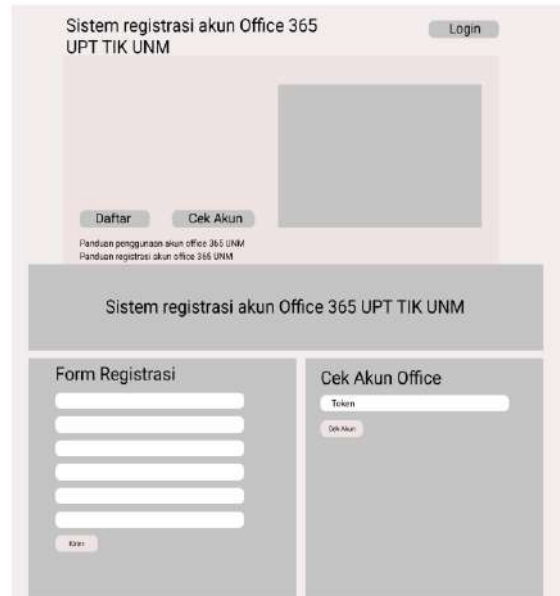 Sistem registrasi akun Office 365
UPT TIK UNM
Login
Daftar
Cek Akun
Panduan penggunaan akun office 365 UNM
Panduan registrasi akun office 365 UNM
Sistem registrasi akun Office 365 UPT TIK UNM
Form Registrasi
Kirim
Cek Akun Office
Token
Cek Akun